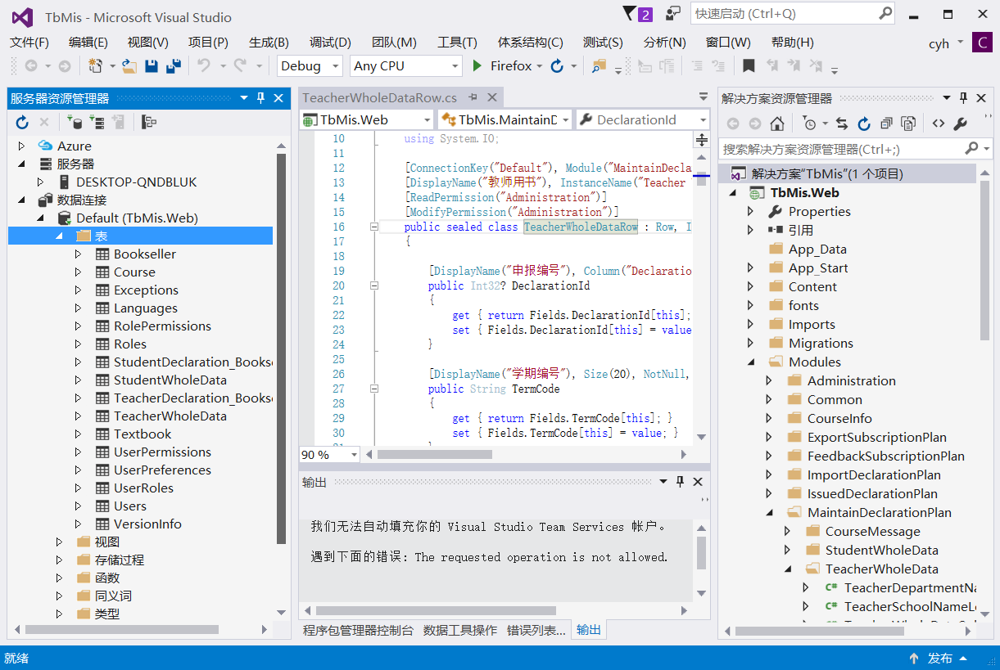 TbMis - Microsoft Visual Studio
2
快速启动 (Ctrl+Q)
文件(F) 编辑(E) 视图(V) 项目(P) 生成(B) 调试(D) 团队(M) 工具(T) 体系结构(C) 测试(S) 分析(N) 窗口(W) 帮助(H) cyh C
Debug Any CPU Firefox
服务器资源管理器
Azure
服务器
DESKTOP-QNDBLUK
数据连接
Default (TbMis.Web)
表
Bookseller
Course
Exceptions
Languages
RolePermissions
Roles
StudentDeclaration_Books
StudentWholeData
TeacherDeclaration_Books
TeacherWholeData
Textbook
UserPermissions
UserPreferences
UserRoles
Users
VersionInfo
视图
存储过程
函数
同义词
类型
TeacherWholeDataRow.cs
TbMis.Web TbMis.MaintainD DeclarationId
10 using System.IO;
11
12 [ConnectionKey("Default"), Module("MaintainDecla
13 [DisplayName("教师用书"), InstanceName("Teacher
14 [ReadPermission("Administration")]
15 [ModifyPermission("Administration")]
16 public sealed class TeacherWholeDataRow : Row, I
17 {
18
19 [DisplayName("申报编号"), Column("Declaratio
20 public Int32? DeclarationId
21 {
22 get { return Fields.DeclarationId[this];
23 set { Fields.DeclarationId[this] = value
24 }
25
26 [DisplayName("学期编号"), Size(20), NotNull,
27 public String TermCode
28 {
29 get { return Fields.TermCode[this]; }
30 set { Fields.TermCode[this] = value; }
90 %
输出
我们无法自动填充你的 Visual Studio Team Services 帐户。
遇到下面的错误: The requested operation is not allowed.
程序包管理器控制台 数据工具操作 错误列表... 输出
解决方案资源管理器
搜索解决方案资源管理器(Ctrl+;)
解决方案"TbMis"(1 个项目)
TbMis.Web
Properties
引用
App_Data
App_Start
Content
fonts
Imports
Migrations
Modules
Administration
Common
CourseInfo
ExportSubscriptionPlan
FeedbackSubscriptionPlan
ImportDeclarationPlan
IssuedDeclarationPlan
MaintainDeclarationPlan
CourseMessage
StudentWholeData
TeacherWholeData
C# TeacherDepartmentNa
C# TeacherSchoolNameL
就绪 发布